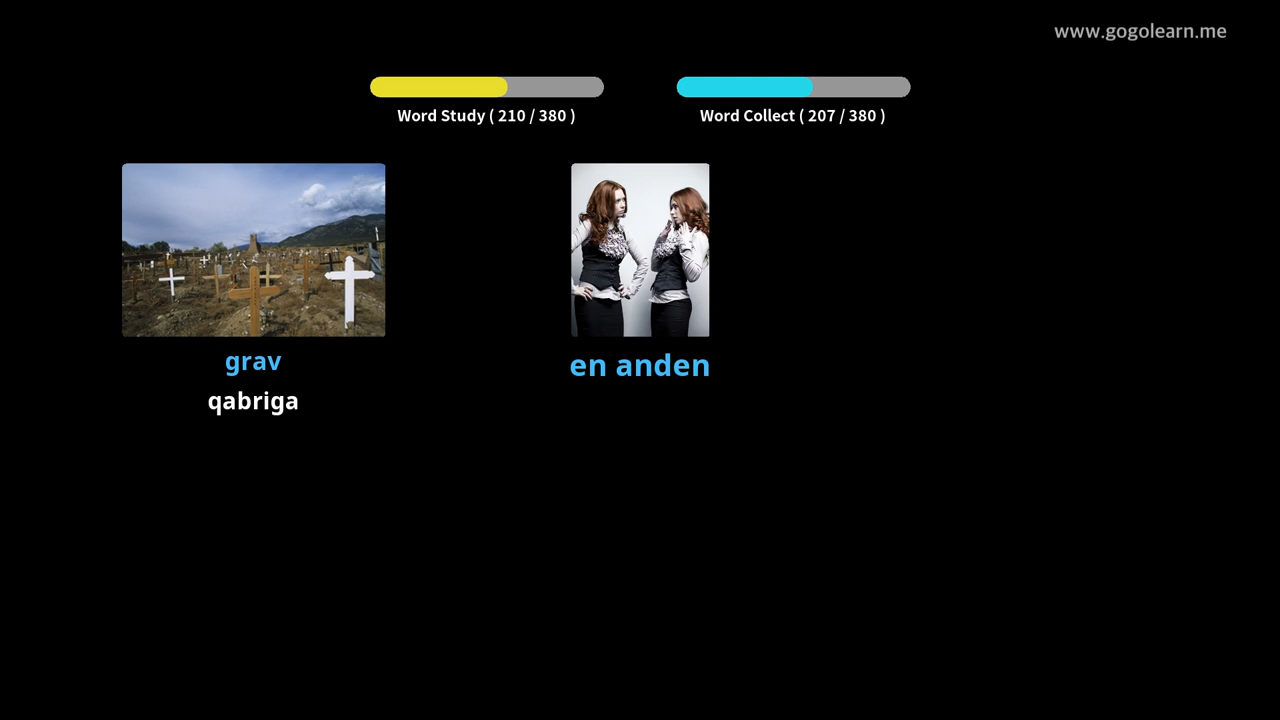 www.gogolearn.me
Word Study ( 210 / 380 )
Word Collect ( 207 / 380 )
grav
qabriga
en anden